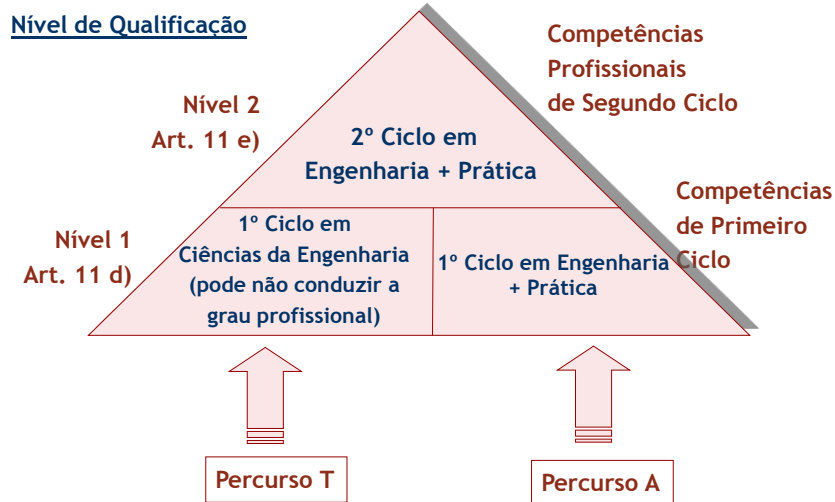 Nível de Qualificação
Competências
Profissionais
de Segundo Ciclo
Nível 2
Art. 11 e)
2º Ciclo em
Engenharia + Prática
Competências
de Primeiro
Ciclo
Nível 1
Art. 11 d)
1º Ciclo em
Ciências da Engenharia
(pode não conduzir a
grau profissional)
1º Ciclo em Engenharia
+ Prática
Percurso T
Percurso A